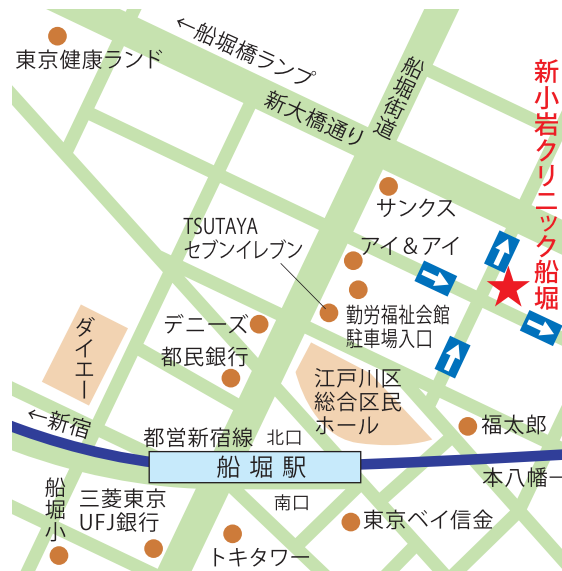 ←船堀橋ランプ
東京健康ランド
船堀街道
新大橋通り
新小岩クリニック船堀
サンクス
TSUTAYA
セブンイレブン
アイ&アイ
勤労福祉会館
駐車場入口
デニーズ
都民銀行
ダイエー
江戸川区
総合区民
ホール
←新宿
都営新宿線 北口
福太郎
船堀駅
本八幡→
船堀小
三菱東京
UFJ銀行
南口
東京ベイ信金
トキタワー